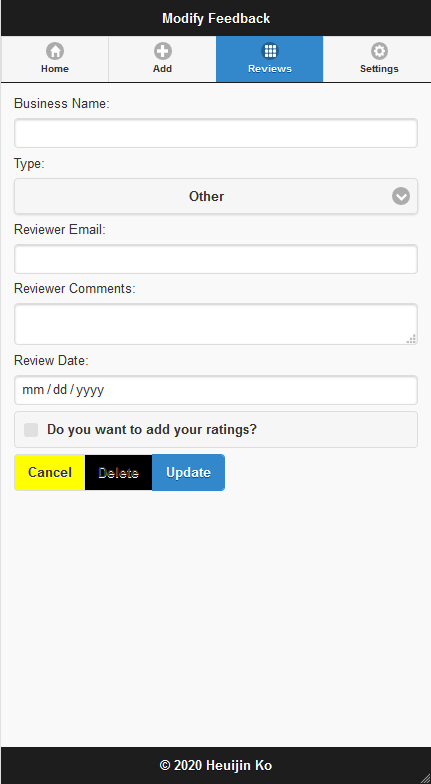 Modify Feedback
Home Add Reviews Settings
Business Name:
Type:
Other
Reviewer Email:
Reviewer Comments:
Review Date:
mm/dd/yyyy
Do you want to add your ratings?
Cancel Delete Update
© 2020 Heuijin Ko